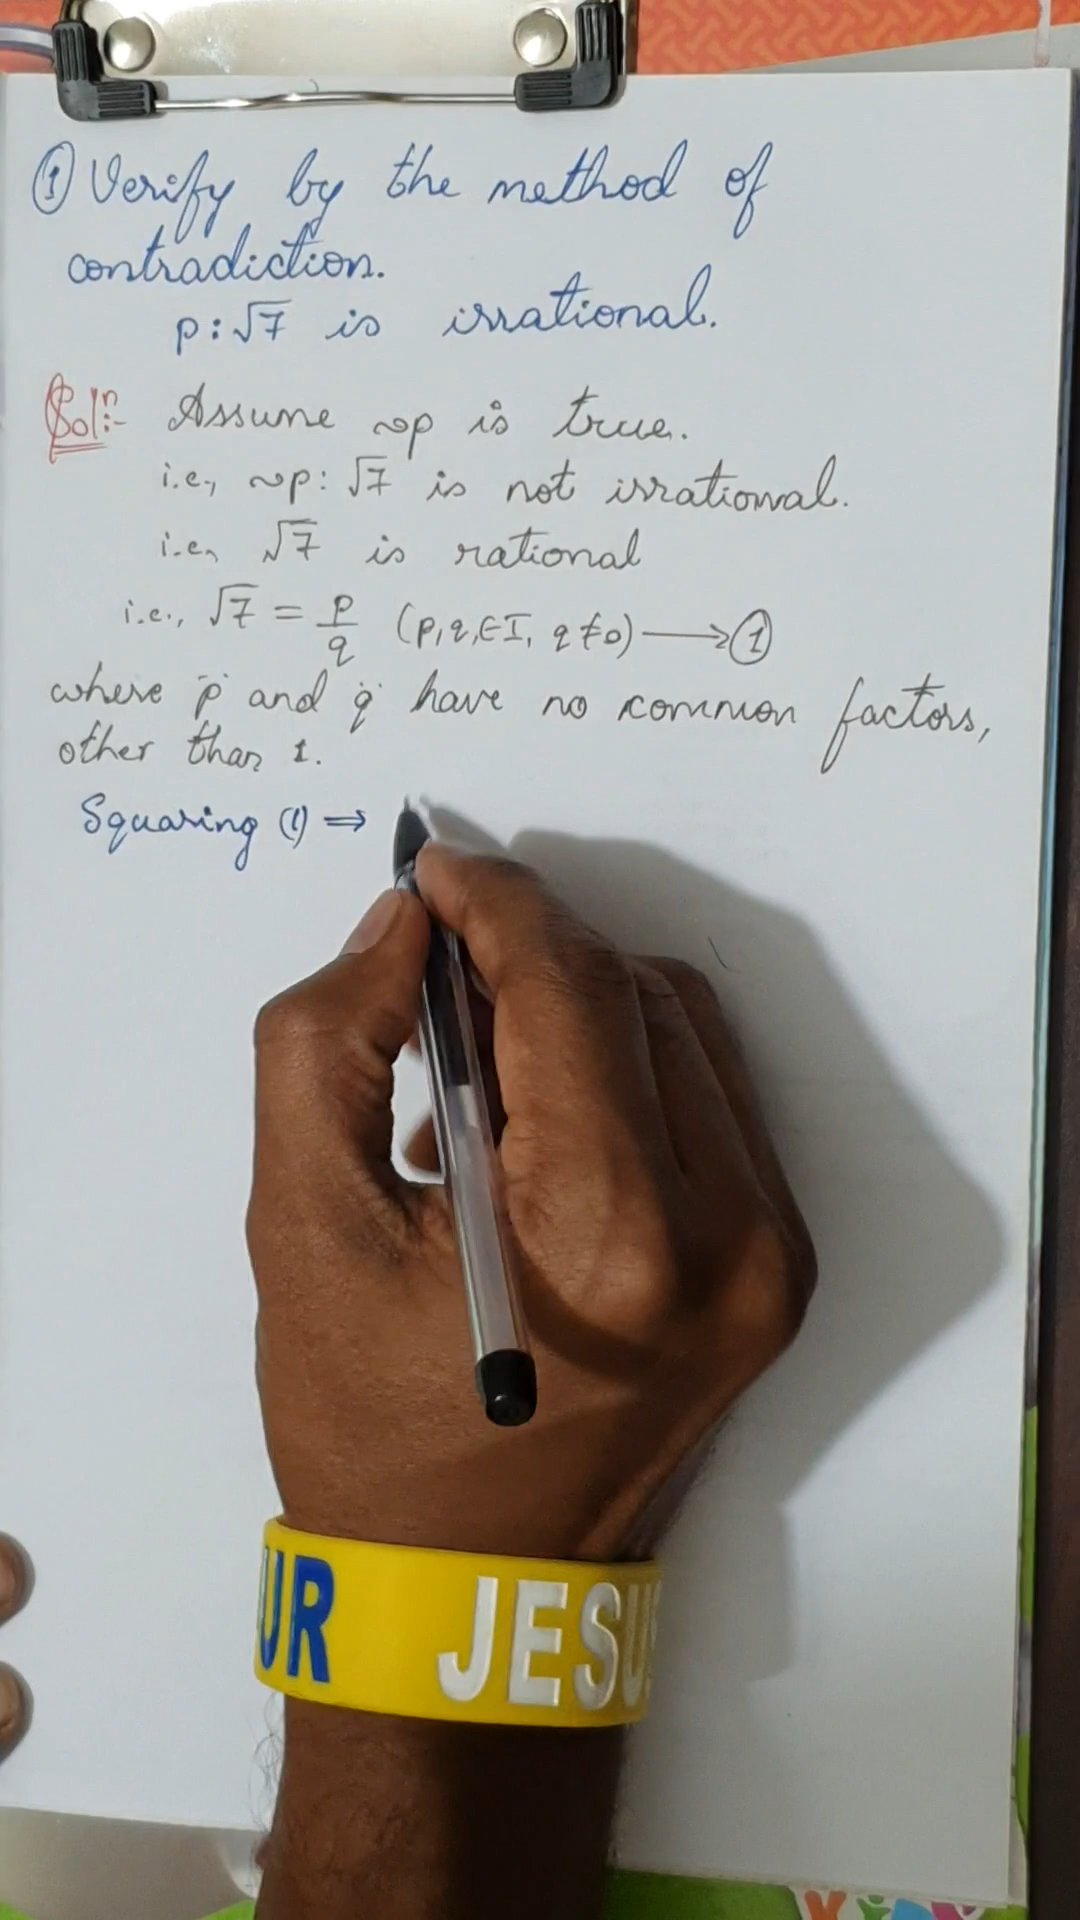 ① Verify by the method of
contradiction.
p : √7 is irrational.
Solⁿ:- Assume ~p is true.
i.e., ~p : √7 is not irrational.
i.e., √7 is rational
i.e., √7 = p/q (p, q, ∈ I, q ≠ 0) ⟶ ①
where 'p' and 'q' have no common factors,
other than 1.
Squaring (1) ⇒
UR JESU